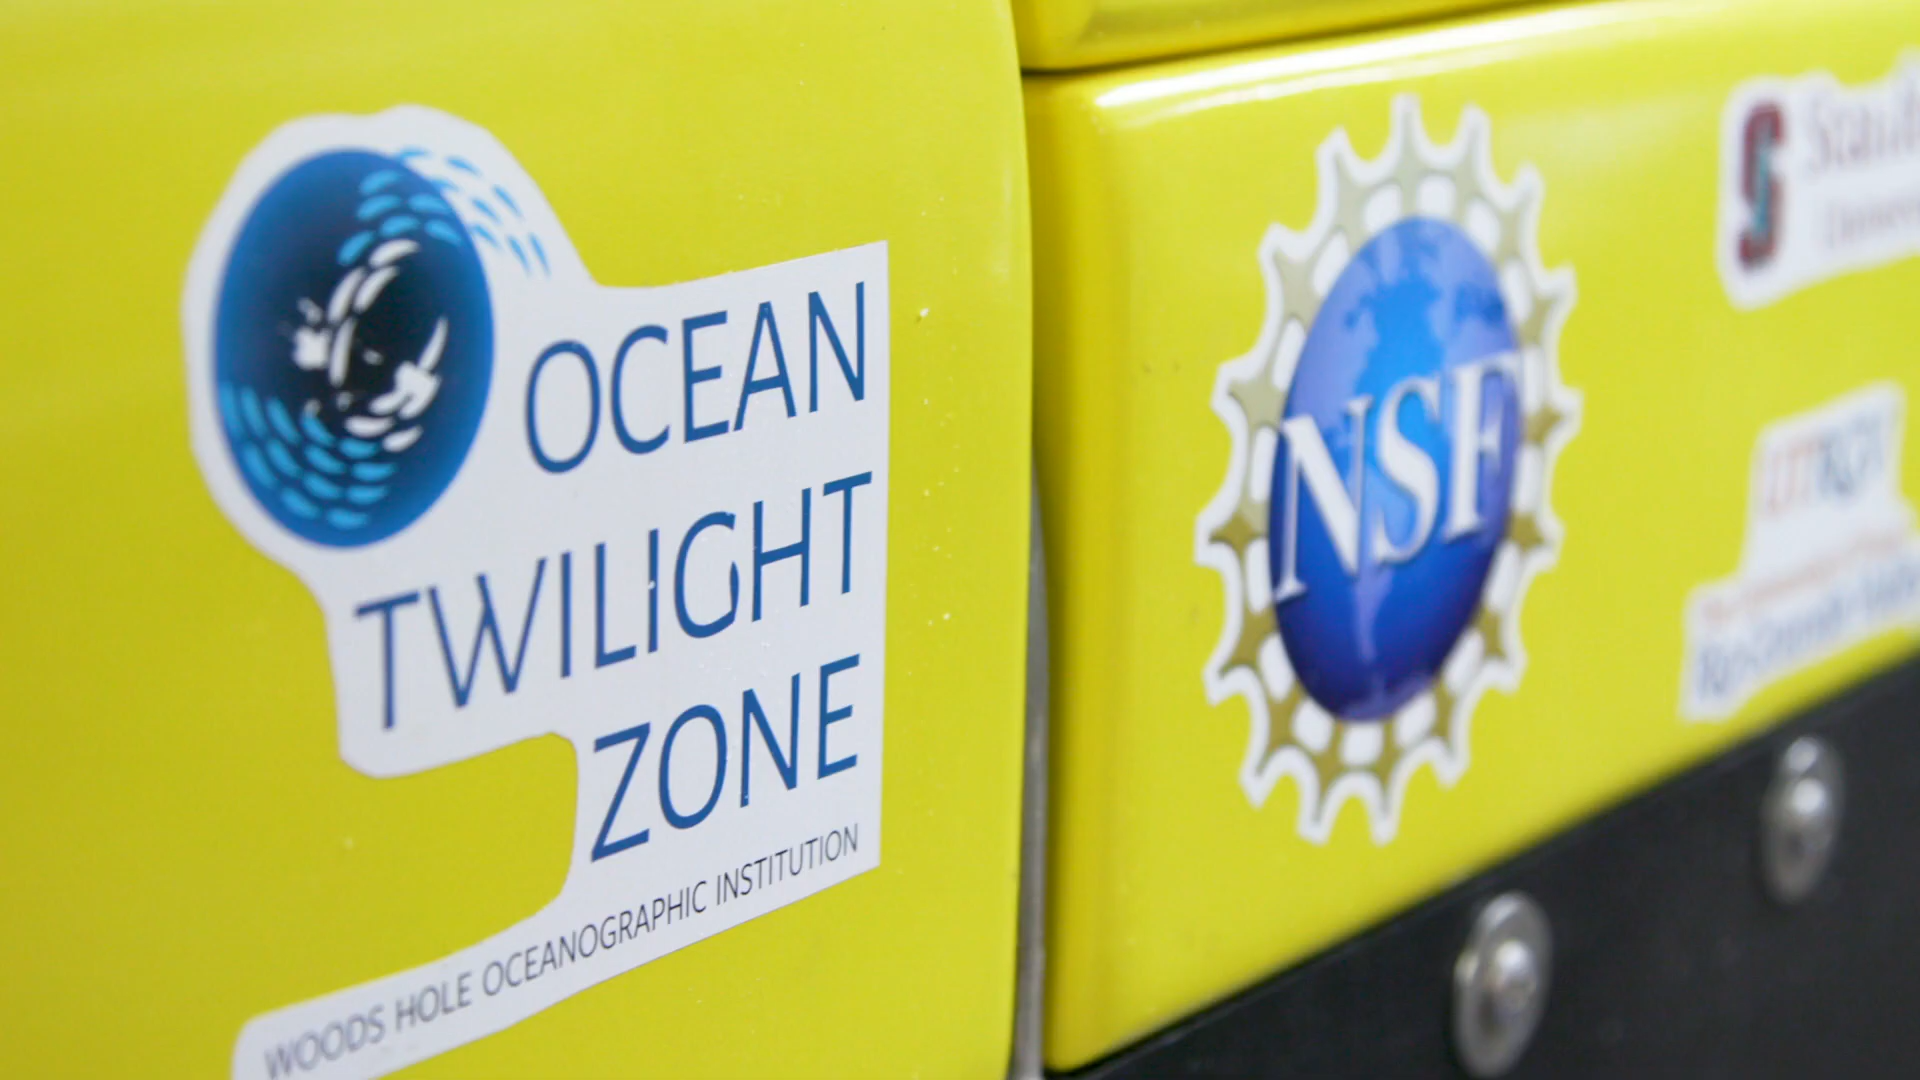 OCEAN
TWILIGHT
ZONE
WOODS HOLE OCEANOGRAPHIC INSTITUTION
NSF
S